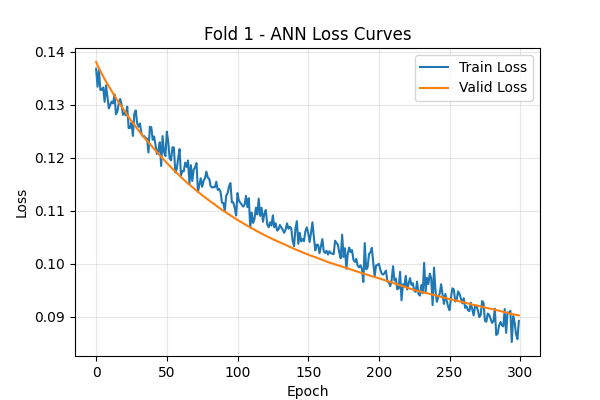 Fold 1 - ANN Loss Curves
Train Loss
Valid Loss
Loss
0.14
0.13
0.12
0.11
0.10
0.09
0 50 100 150 200 250 300
Epoch